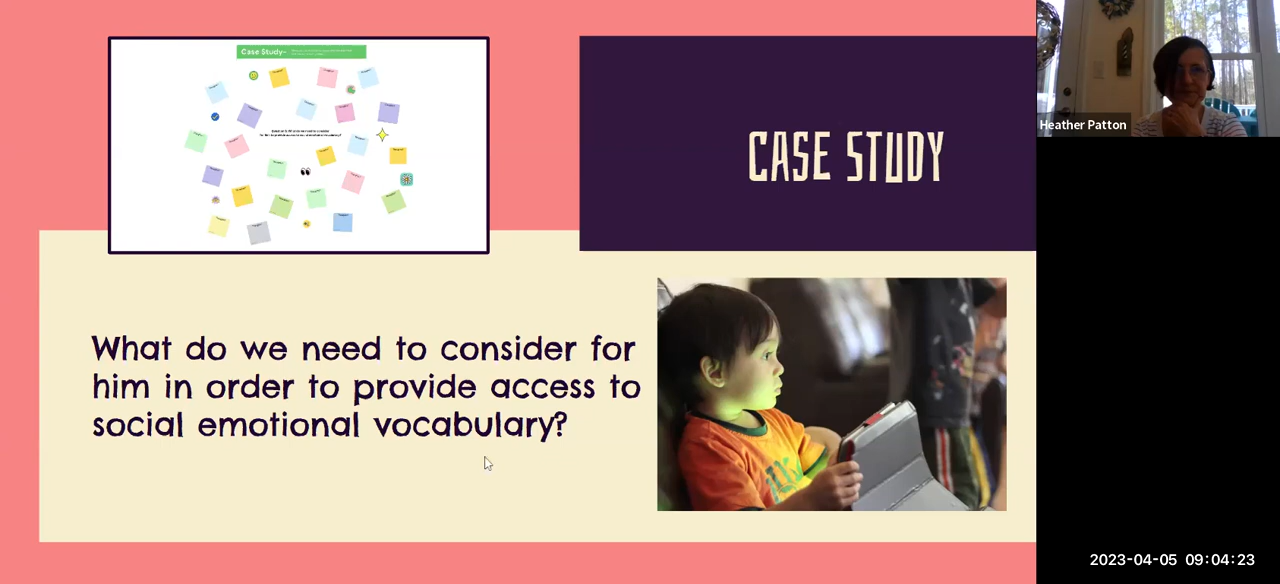 Case Study-
CASE STUDY
What do we need to consider for
him in order to provide access to
social emotional vocabulary?
Heather Patton
2023-04-05 09:04:23